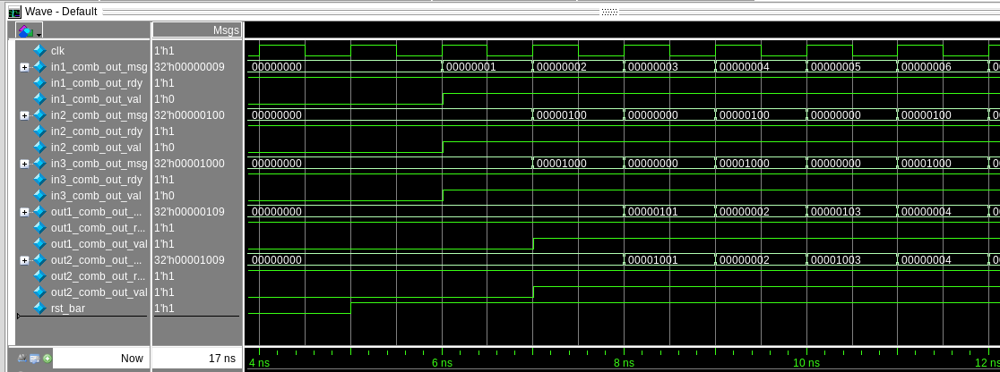 Wave - Default
Msgs
clk 1'h1
in1_comb_out_msg 32'h00000009 00000000 00000001 00000002 00000003 00000004 00000005 00000006 0
in1_comb_out_rdy 1'h1
in1_comb_out_val 1'h0
in2_comb_out_msg 32'h00000100 00000000 00000100 00000000 00000100 00000000 00000100 0
in2_comb_out_rdy 1'h1
in2_comb_out_val 1'h0
in3_comb_out_msg 32'h00001000 00000000 00001000 00000000 00001000 00000000 00001000 0
in3_comb_out_rdy 1'h1
in3_comb_out_val 1'h0
out1_comb_out_... 32'h00000109 00000000 00000101 00000002 00000103 00000004 0
out1_comb_out_r... 1'h1
out1_comb_out_val 1'h1
out2_comb_out_... 32'h00001009 00000000 00001001 00000002 00001003 00000004 0
out2_comb_out_r... 1'h1
out2_comb_out_val 1'h1
rst_bar 1'h1
Now 17 ns 4 ns 6 ns 8 ns 10 ns 12 ns